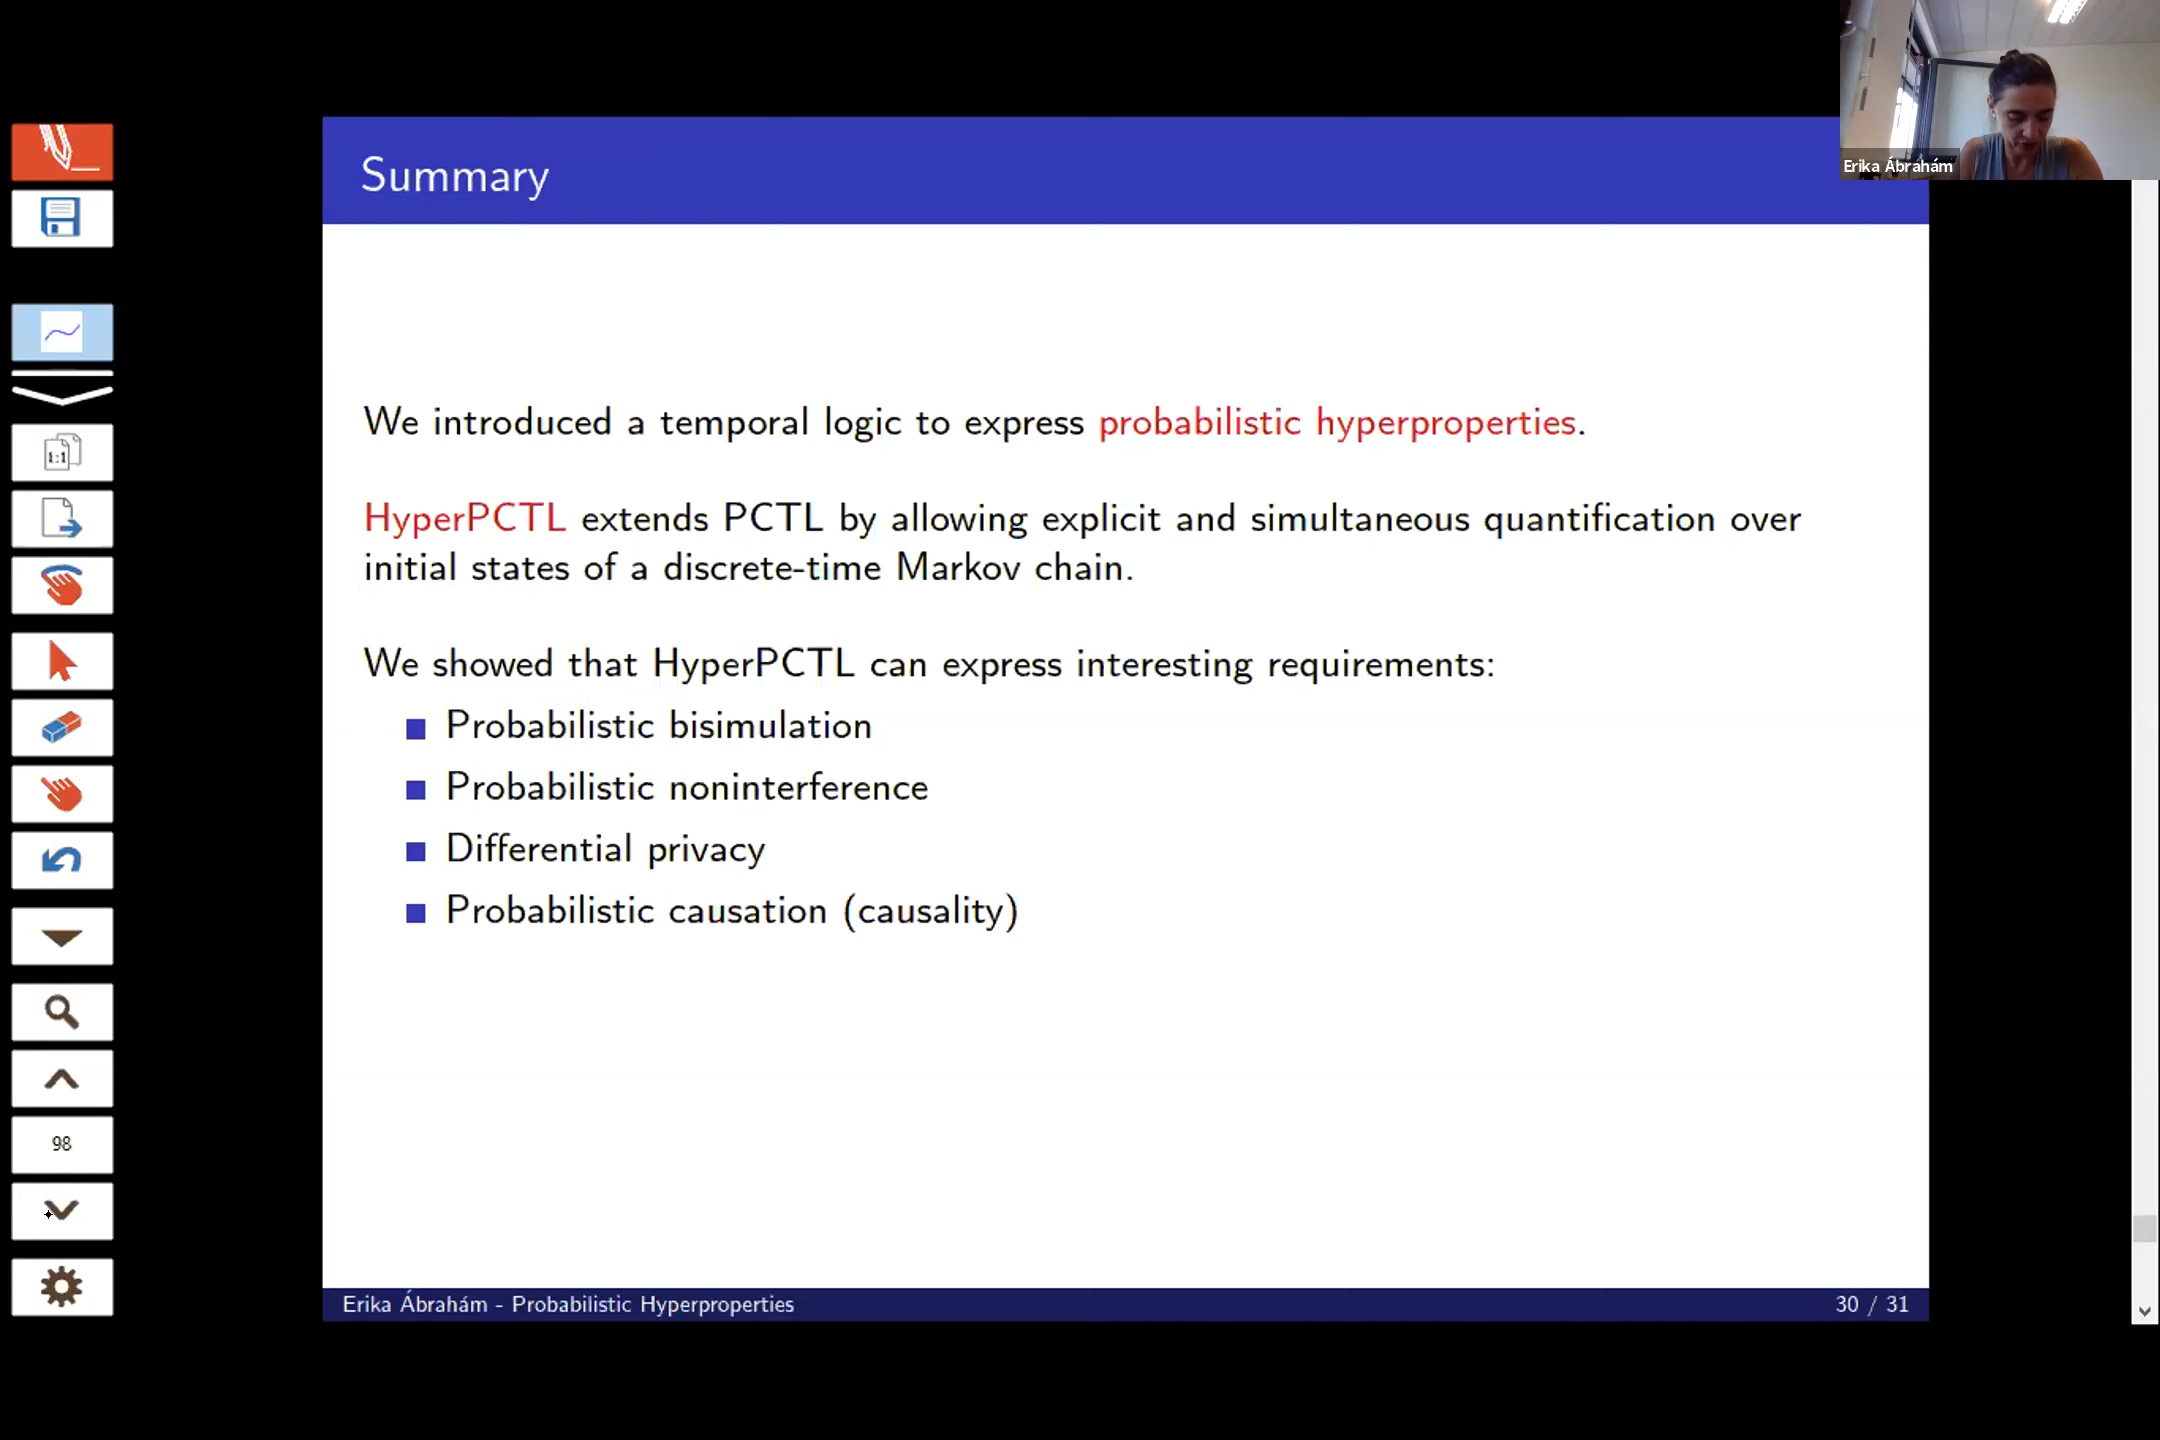 Erika Ábrahám
Summary
We introduced a temporal logic to express probabilistic hyperproperties.
HyperPCTL extends PCTL by allowing explicit and simultaneous quantification over
initial states of a discrete-time Markov chain.
We showed that HyperPCTL can express interesting requirements:
Probabilistic bisimulation
Probabilistic noninterference
Differential privacy
Probabilistic causation (causality)
1:1
98
Erika Ábrahám - Probabilistic Hyperproperties
30 / 31